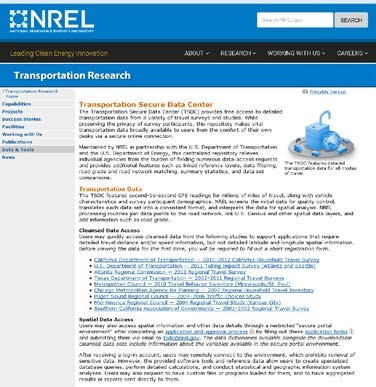 NREL
NATIONAL RENEWABLE ENERGY LABORATORY
Search NREL.gov
SEARCH
Leading Clean Energy Innovation
ABOUT
RESEARCH
WORKING WITH US
CAREERS
Transportation Research
Transportation Research
Home
Capabilities
Projects
Success Stories
Facilities
Working with Us
Publications
Data & Tools
News
Printable Version
Transportation Secure Data Center
The Transportation Secure Data Center (TSDC) provides free access to detailed
transportation data from a variety of travel surveys and studies. While
preserving the privacy of survey participants, this repository makes vital
transportation data broadly available to users from the comfort of their own
desks via a secure online connection.
Maintained by NREL in partnership with the U.S. Department of Transportation
and the U.S. Department of Energy, this centralized repository relieves
individual agencies from the burden of fielding numerous data access requests
and provides additional features such as linked reference layers, data filtering,
road grade and road network matching, summary statistics, and data set
comparisons.
The TSDC features detailed
transportation data for all modes
of travel.
Transportation Data
The TSDC features second-by-second GPS readings for millions of miles of travel, along with vehicle
characteristics and survey participant demographics. NREL screens the initial data for quality control,
translates each data set into a consistent format, and interprets the data for spatial analysis. NREL
processing routines join data points to the road network, link U.S. Census and other spatial layers, and
add information such as road grade.
Cleansed Data Access
Users may quickly access cleansed data from the following studies to support applications that require
detailed travel distance and/or speed information, but not detailed latitude and longitude spatial information.
Before viewing the data for the first time, you will be required to fill out a short registration form.
California Department of Transportation — 2010–2012 California Household Travel Survey
U.S. Department of Transportation — 2011 Tolling Impact Survey (Atlanta and Seattle)
Atlanta Regional Commission — 2011 Regional Travel Survey
Texas Department of Transportation — 2002–2011 Regional Travel Surveys
Metropolitan Council — 2010 Travel Behavior Inventory (Minneapolis/St. Paul)
Chicago Metropolitan Agency for Planning — 2007 Regional Household Travel Inventory
Puget Sound Regional Council — 2004–2006 Traffic Choices Study
Mid-America Regional Council — 2004 Regional Travel Study (Kansas City)
Southern California Association of Governments — 2001–2002 Regional Travel Survey
Spatial Data Access
Users may also access spatial information and other data details through a restricted "secure portal
environment" after completing an application and approval process by filling out these application forms
and submitting them via email to tsdc@nrel.gov. The data dictionaries available alongside the downloadable
cleansed data sets include information about the variables available in the secure portal environment.
After receiving a log-in account, users may remotely connect to the environment, which prohibits removal of
sensitive data. However, the provided software tools and reference data allow users to create specialized
database queries, perform detailed calculations, and conduct statistical and geographic information system
analyses. Users may also request to have custom files or programs loaded for them, and to have aggregated
results or reports sent directly to them.